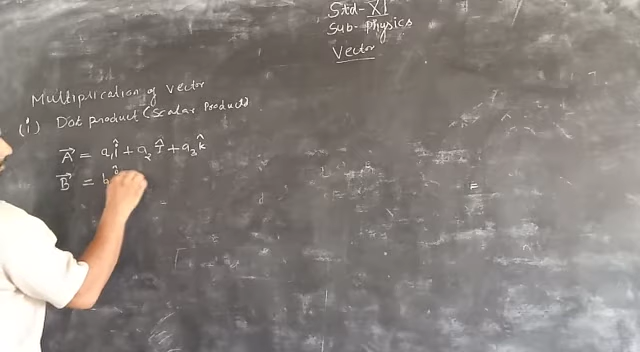 Std- XI
Sub- Physics
Vector
Multiplication of Vector
(i) Dot product (Scalar Product)
A⃗ = a₁î + a₂ĵ + a₃k̂
B⃗ = b